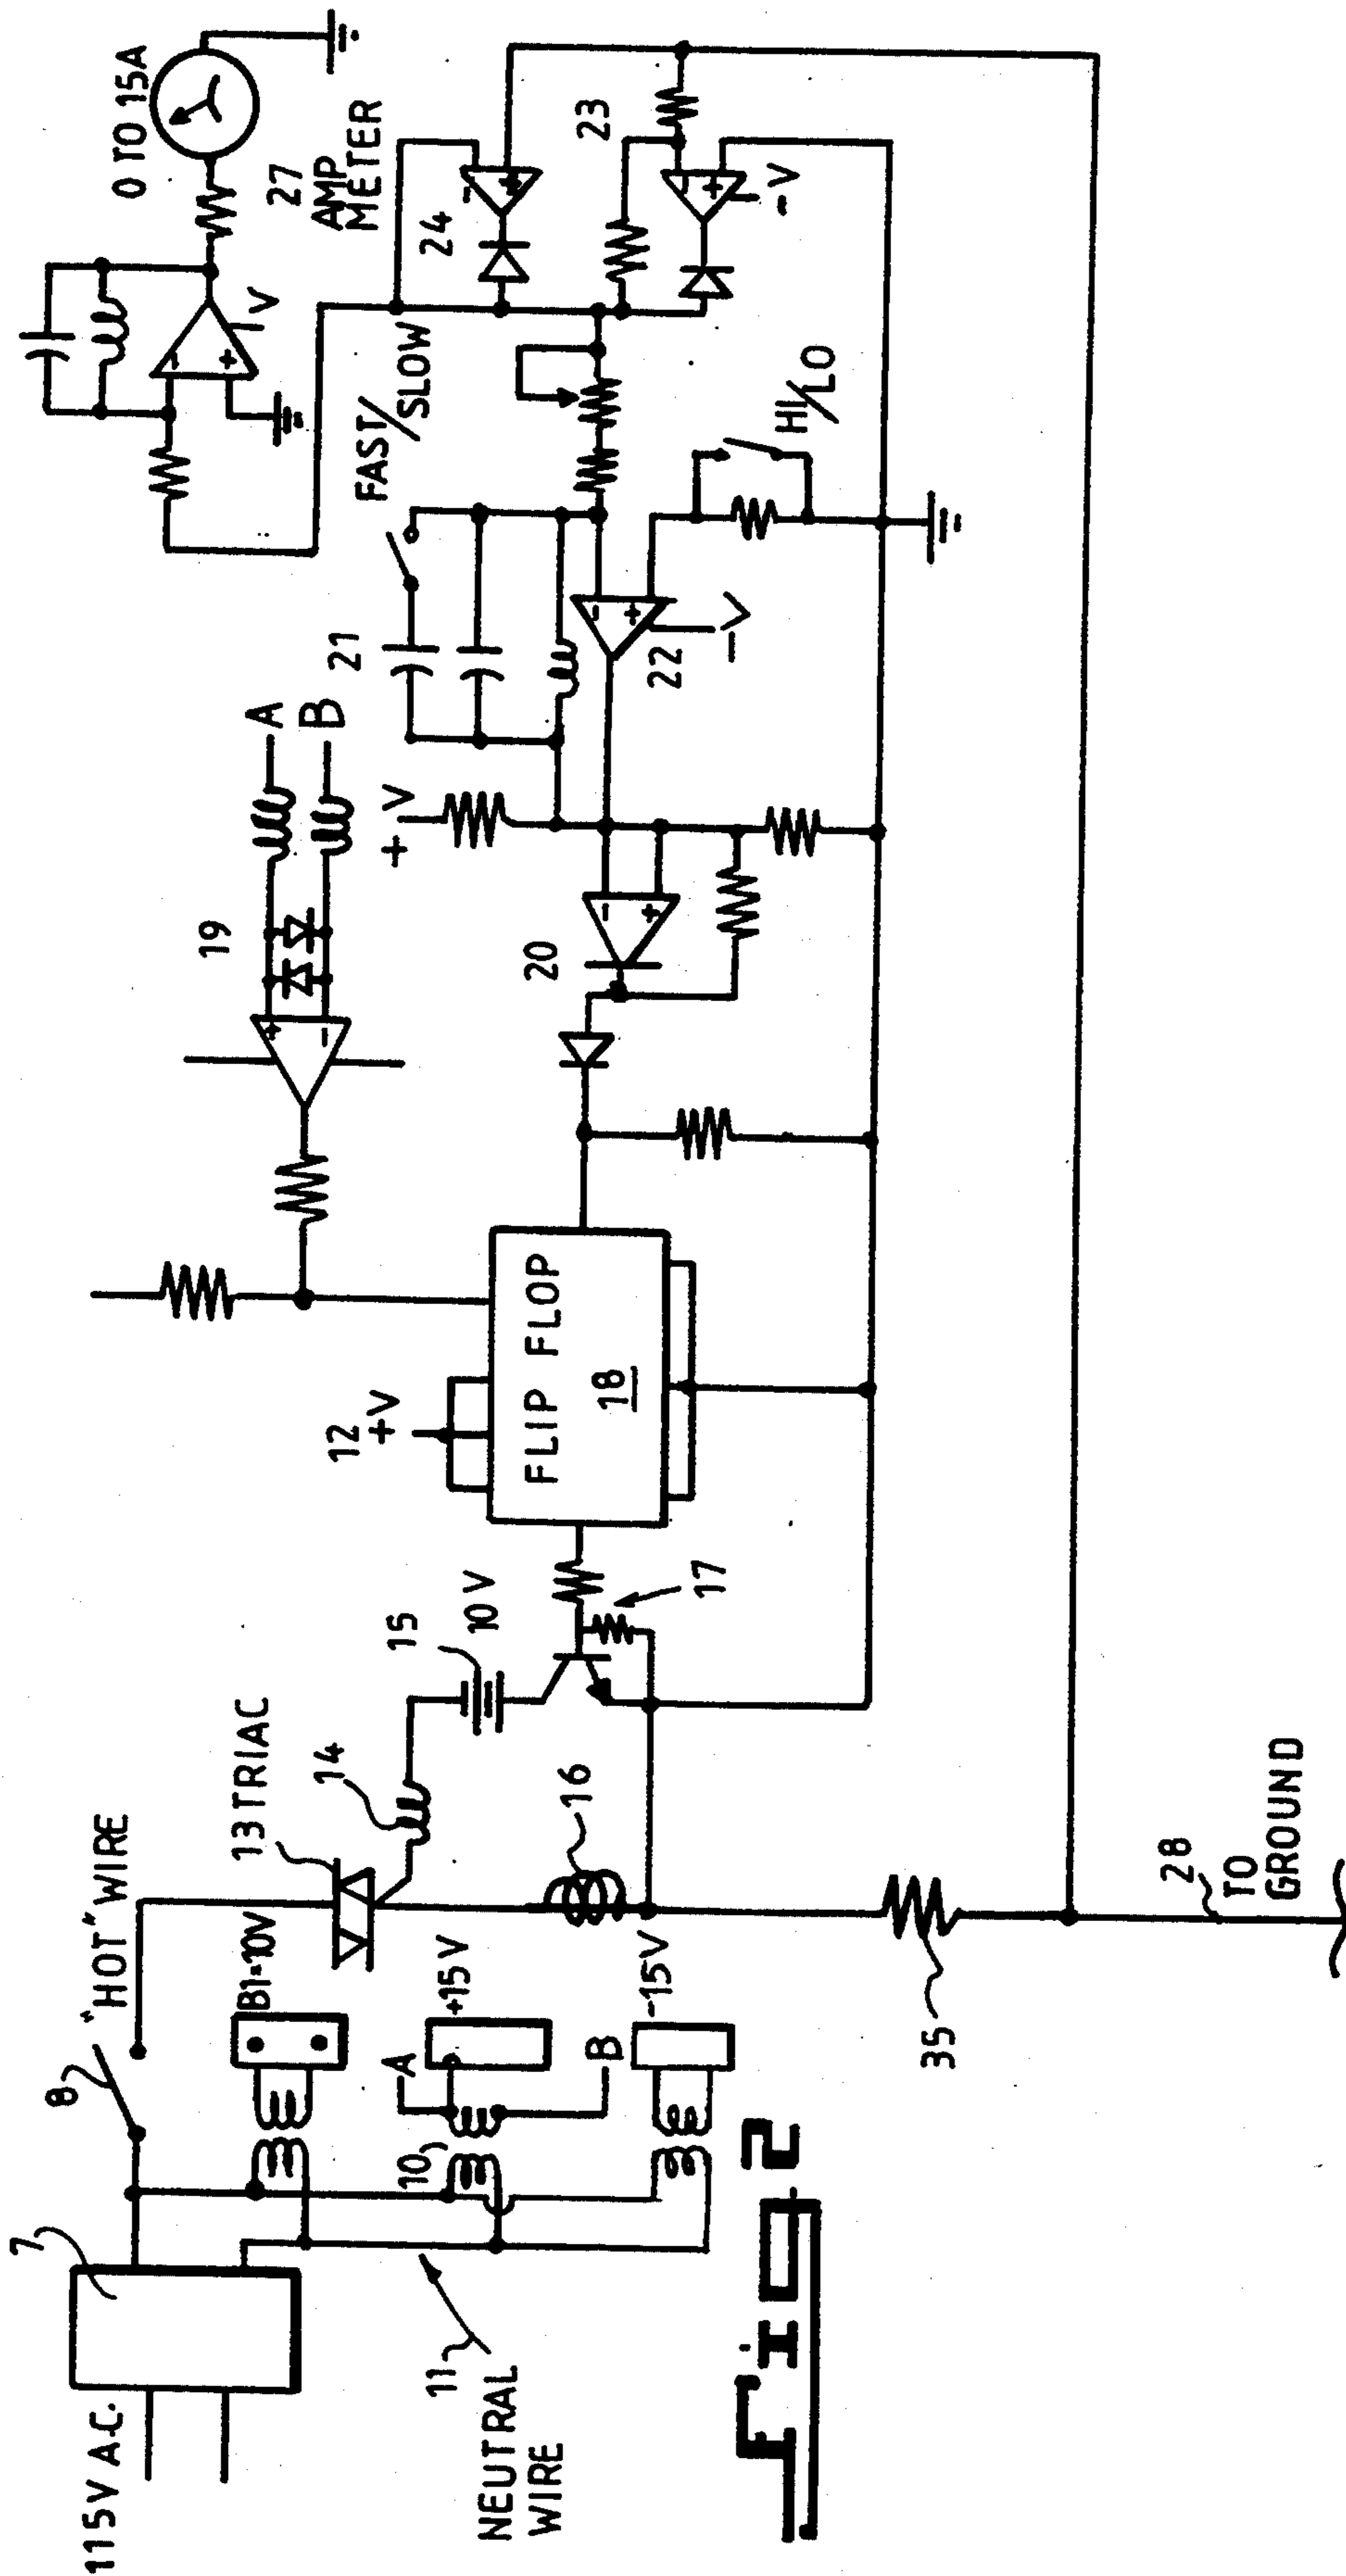 115V A.C.
7
8
"HOT" WIRE
B1=10V
10
A
+15V
B
-15V
11
NEUTRAL
WIRE
13 TRIAC
14
15
10 V
16
17
35
28
TO
GROUND
12
+V
FLIP FLOP
18
19
+
-
A
B
20
-
+
+ V
21
22
-
+
-V
FAST/
SLOW
HI/LO
23
24
-
+
-
+
-V
-
+
V
27
AMP
METER
0 TO 15A
FIG 2